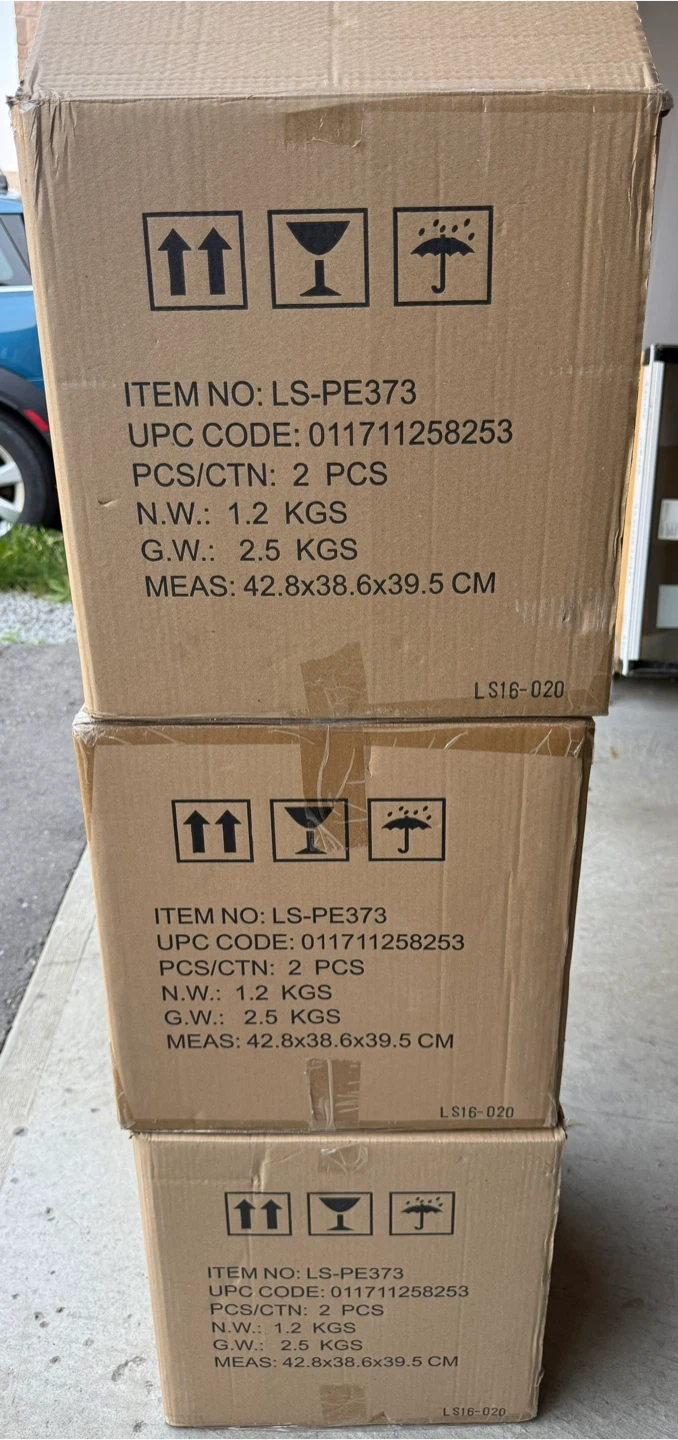 ITEM NO: LS-PE373
UPC CODE: 011711258253
PCS/CTN: 2 PCS
N.W.: 1.2 KGS
G.W.: 2.5 KGS
MEAS: 42.8x38.6x39.5 CM
LS16-020
ITEM NO: LS-PE373
UPC CODE: 011711258253
PCS/CTN: 2 PCS
N.W.: 1.2 KGS
G.W.: 2.5 KGS
MEAS: 42.8x38.6x39.5 CM
LS16-020
ITEM NO: LS-PE373
UPC CODE: 011711258253
PCS/CTN: 2 PCS
N.W.: 1.2 KGS
G.W.: 2.5 KGS
MEAS: 42.8x38.6x39.5 CM
LS16-020